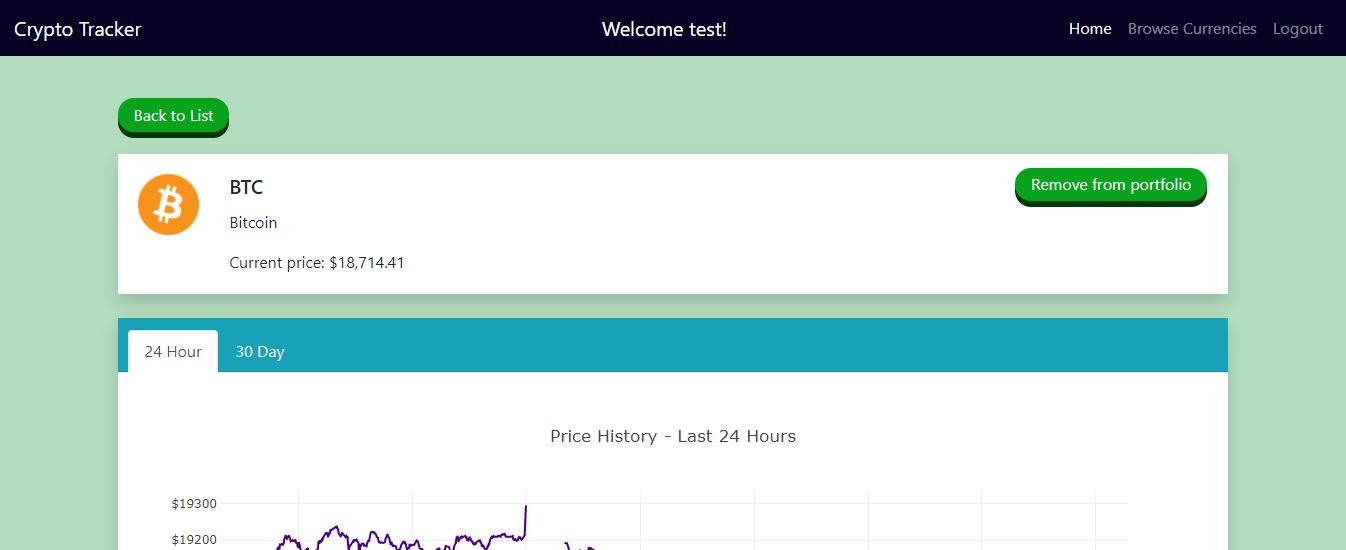 Crypto Tracker Welcome test! Home Browse Currencies Logout
Back to List
BTC
Remove from portfolio
Bitcoin
Current price: $18,714.41
24 Hour 30 Day
Price History - Last 24 Hours
$19300
$19200